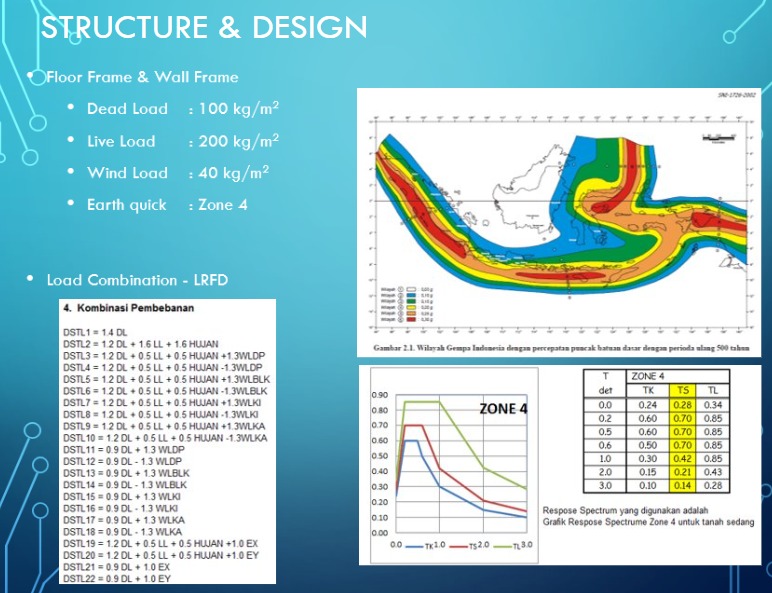 STRUCTURE & DESIGN
• Floor Frame & Wall Frame
• Dead Load : 100 kg/m²
• Live Load : 200 kg/m²
• Wind Load : 40 kg/m²
• Earth quick : Zone 4
• Load Combination - LRFD
4. Kombinasi Pembebanan
DSTL1 = 1.4 DL
DSTL2 = 1.2 DL + 1.6 LL + 1.6 HUJAN
DSTL3 = 1.2 DL + 0.5 LL + 0.5 HUJAN +1.3WLDP
DSTL4 = 1.2 DL + 0.5 LL + 0.5 HUJAN -1.3WLDP
DSTL5 = 1.2 DL + 0.5 LL + 0.5 HUJAN +1.3WLBLK
DSTL6 = 1.2 DL + 0.5 LL + 0.5 HUJAN -1.3WLBLK
DSTL7 = 1.2 DL + 0.5 LL + 0.5 HUJAN +1.3WLKI
DSTL8 = 1.2 DL + 0.5 LL + 0.5 HUJAN -1.3WLKI
DSTL9 = 1.2 DL + 0.5 LL + 0.5 HUJAN +1.3WLKA
DSTL10 = 1.2 DL + 0.5 LL + 0.5 HUJAN -1.3WLKA
DSTL11 = 0.9 DL + 1.3 WLDP
DSTL12 = 0.9 DL - 1.3 WLDP
DSTL13 = 0.9 DL + 1.3 WLBLK
DSTL14 = 0.9 DL - 1.3 WLBLK
DSTL15 = 0.9 DL + 1.3 WLKI
DSTL16 = 0.9 DL - 1.3 WLKI
DSTL17 = 0.9 DL + 1.3 WLKA
DSTL18 = 0.9 DL - 1.3 WLKA
DSTL19 = 1.2 DL + 0.5 LL + 0.5 HUJAN +1.0 EX
DSTL20 = 1.2 DL + 0.5 LL + 0.5 HUJAN +1.0 EY
DSTL21 = 0.9 DL + 1.0 EX
DSTL22 = 0.9 DL + 1.0 EY
SNI-1726-2002
Wilayah 1 : 0,03 g
Wilayah 2 : 0,10 g
Wilayah 3 : 0,15 g
Wilayah 4 : 0,20 g
Wilayah 5 : 0,25 g
Wilayah 6 : 0,30 g
Gambar 2.1. Wilayah Gempa Indonesia dengan percepatan puncak batuan dasar dengan perioda ulang 500 tahun
ZONE 4
0.90
0.80
0.70
0.60
0.50
0.40
0.30
0.20
0.10
0.00
0.0 1.0 2.0 3.0
TK TS TL
T ZONE 4
det TK TS TL
0.0 0.24 0.28 0.34
0.2 0.60 0.70 0.85
0.5 0.60 0.70 0.85
0.6 0.50 0.70 0.85
1.0 0.30 0.42 0.85
2.0 0.15 0.21 0.43
3.0 0.10 0.14 0.28
Respose Spectrum yang digunakan adalah
Grafik Respose Spectrume Zone 4 untuk tanah sedang